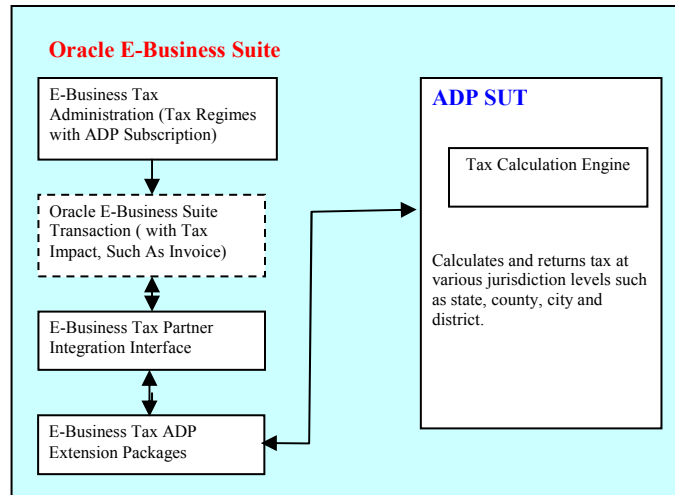 Oracle E-Business Suite
E-Business Tax
Administration (Tax Regimes
with ADP Subscription)
Oracle E-Business Suite
Transaction ( with Tax
Impact, Such As Invoice)
E-Business Tax Partner
Integration Interface
E-Business Tax ADP
Extension Packages
ADP SUT
Tax Calculation Engine
Calculates and returns tax at
various jurisdiction levels such
as state, county, city and
district.